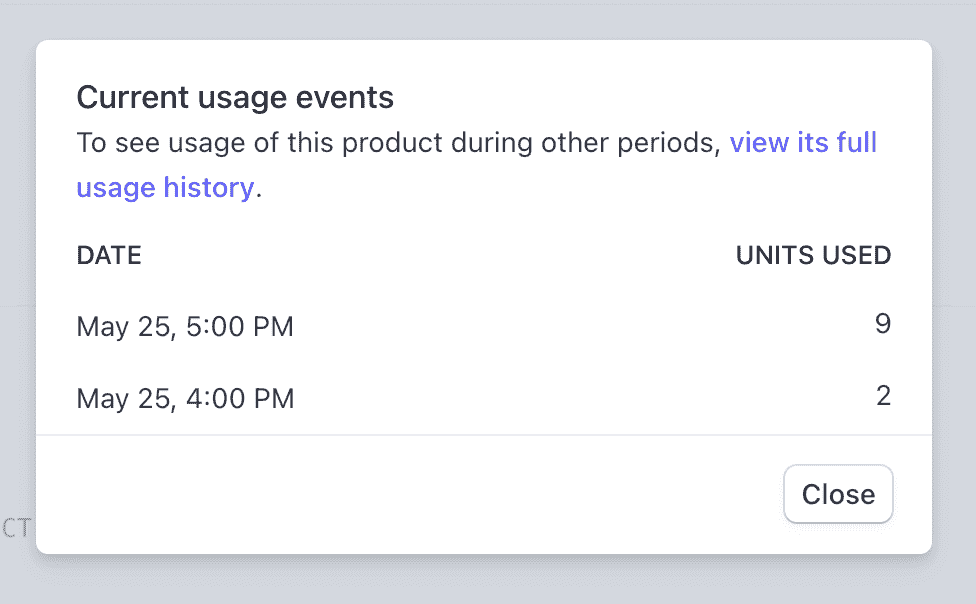 Current usage events
To see usage of this product during other periods, view its full
usage history.
DATE UNITS USED
May 25, 5:00 PM 9
May 25, 4:00 PM 2
Close
CT